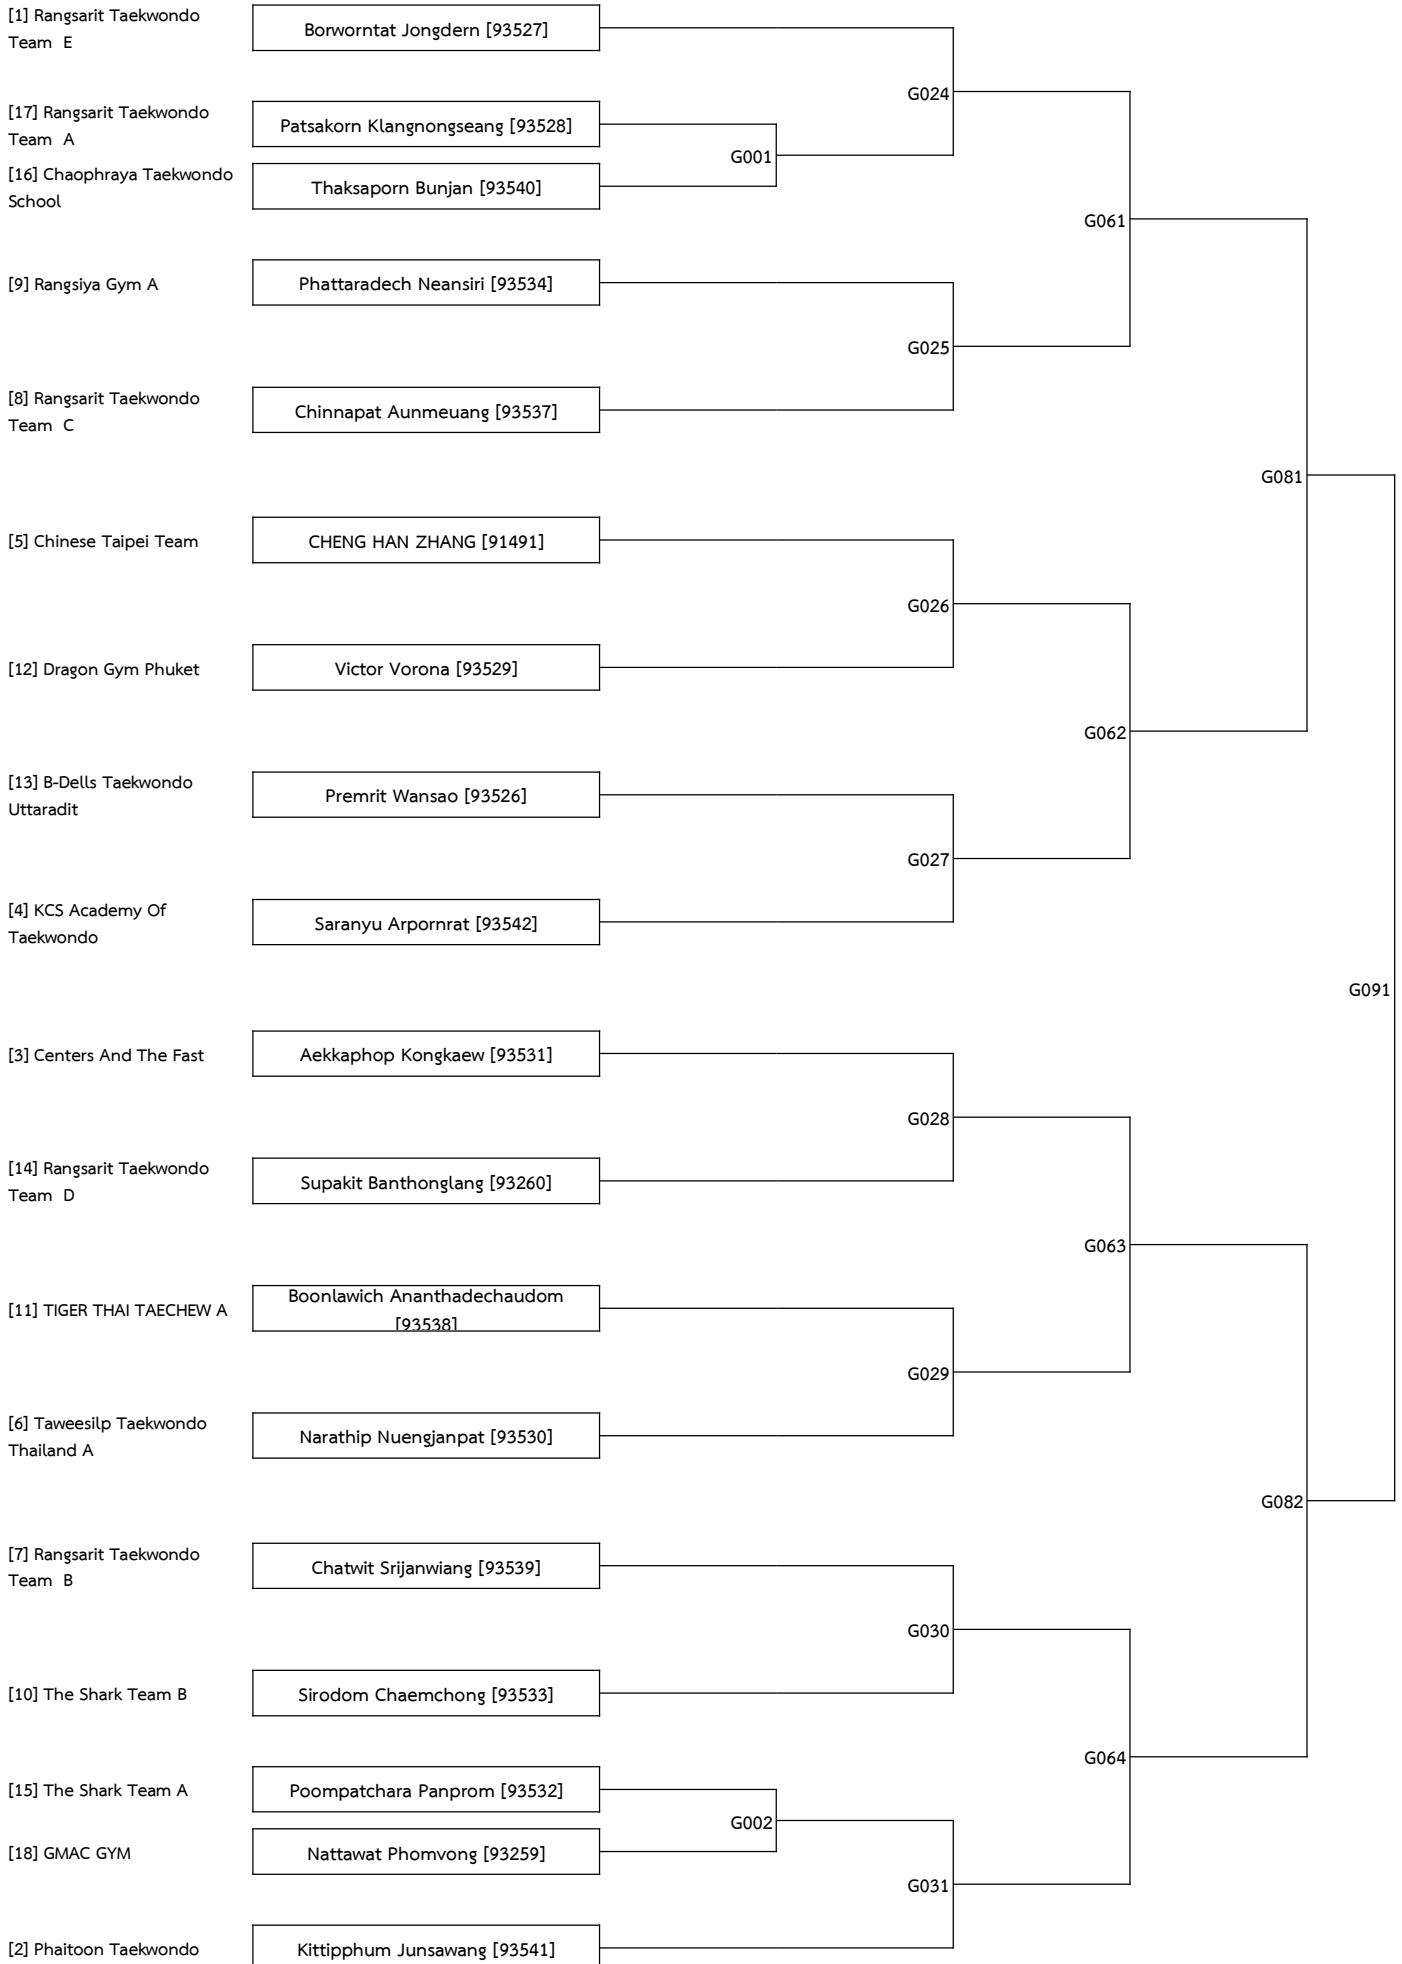 [1] Rangsarit Taekwondo
Team  E
Borworntat Jongdern [93527]
G024
[17] Rangsarit Taekwondo
Team  A
Patsakorn Klangnongseang [93528]
G001
[16] Chaophraya Taekwondo
School
Thaksaporn Bunjan [93540]
G061
[9] Rangsiya Gym A
Phattaradech Neansiri [93534]
G025
[8] Rangsarit Taekwondo
Team  C
Chinnapat Aunmeuang [93537]
G081
[5] Chinese Taipei Team
CHENG HAN ZHANG [91491]
G026
[12] Dragon Gym Phuket
Victor Vorona [93529]
G062
[13] B-Dells Taekwondo
Uttaradit
Premrit Wansao [93526]
G027
[4] KCS Academy Of
Taekwondo
Saranyu Arpornrat [93542]
G091
[3] Centers And The Fast
Aekkaphop Kongkaew [93531]
G028
[14] Rangsarit Taekwondo
Team  D
Supakit Banthonglang [93260]
G063
[11] TIGER THAI TAECHEW A
Boonlawich Ananthadechaudom
[93538]
G029
[6] Taweesilp Taekwondo
Thailand A
Narathip Nuengjanpat [93530]
G082
[7] Rangsarit Taekwondo
Team  B
Chatwit Srijanwiang [93539]
G030
[10] The Shark Team B
Sirodom Chaemchong [93533]
G064
[15] The Shark Team A
Poompatchara Panprom [93532]
G002
[18] GMAC GYM
Nattawat Phomvong [93259]
G031
[2] Phaitoon Taekwondo
Kittipphum Junsawang [93541]